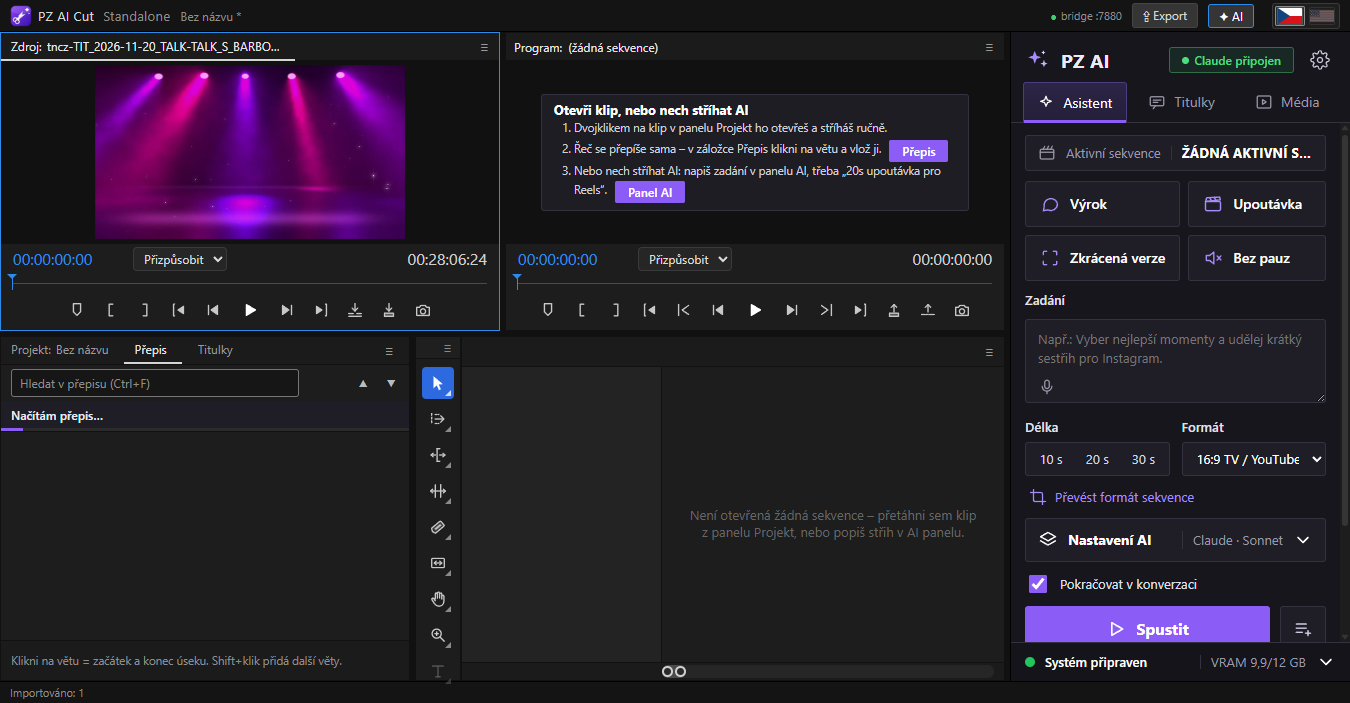 PZ AI Cut Standalone Bez názvu *
bridge :7880
Export
AI
Zdroj: tncz-TIT_2026-11-20_TALK-TALK_S_BARBO...
Program: (žádná sekvence)
Otevři klip, nebo nech stříhat AI
1. Dvojklikem na klip v panelu Projekt ho otevřeš a stříháš ručně.
2. Řeč se přepíše sama – v záložce Přepis klikni na větu a vlož ji. Přepis
3. Nebo nech stříhat AI: napiš zadání v panelu AI, třeba „20s upoutávka pro
Reels“. Panel AI
00:00:00:00 Přizpůsobit 00:28:06:24
00:00:00:00 Přizpůsobit 00:00:00:00
Projekt: Bez názvu Přepis Titulky
Hledat v přepisu (Ctrl+F)
Načítám přepis...
Klikni na větu = začátek a konec úseku. Shift+klik přidá další věty.
Není otevřená žádná sekvence – přetáhni sem klip
z panelu Projekt, nebo popiš střih v AI panelu.
PZ AI
Claude připojen
Asistent Titulky Média
Aktivní sekvence ŽÁDNÁ AKTIVNÍ S...
Výrok Upoutávka
Zkrácená verze Bez pauz
Zadání
Např.: Vyber nejlepší momenty a udělej krátký
sestřih pro Instagram.
Délka Formát
10 s 20 s 30 s 16:9 TV / YouTube
Převést formát sekvence
Nastavení AI Claude · Sonnet
Pokračovat v konverzaci
Spustit
Systém připraven VRAM 9,9/12 GB
Importováno: 1